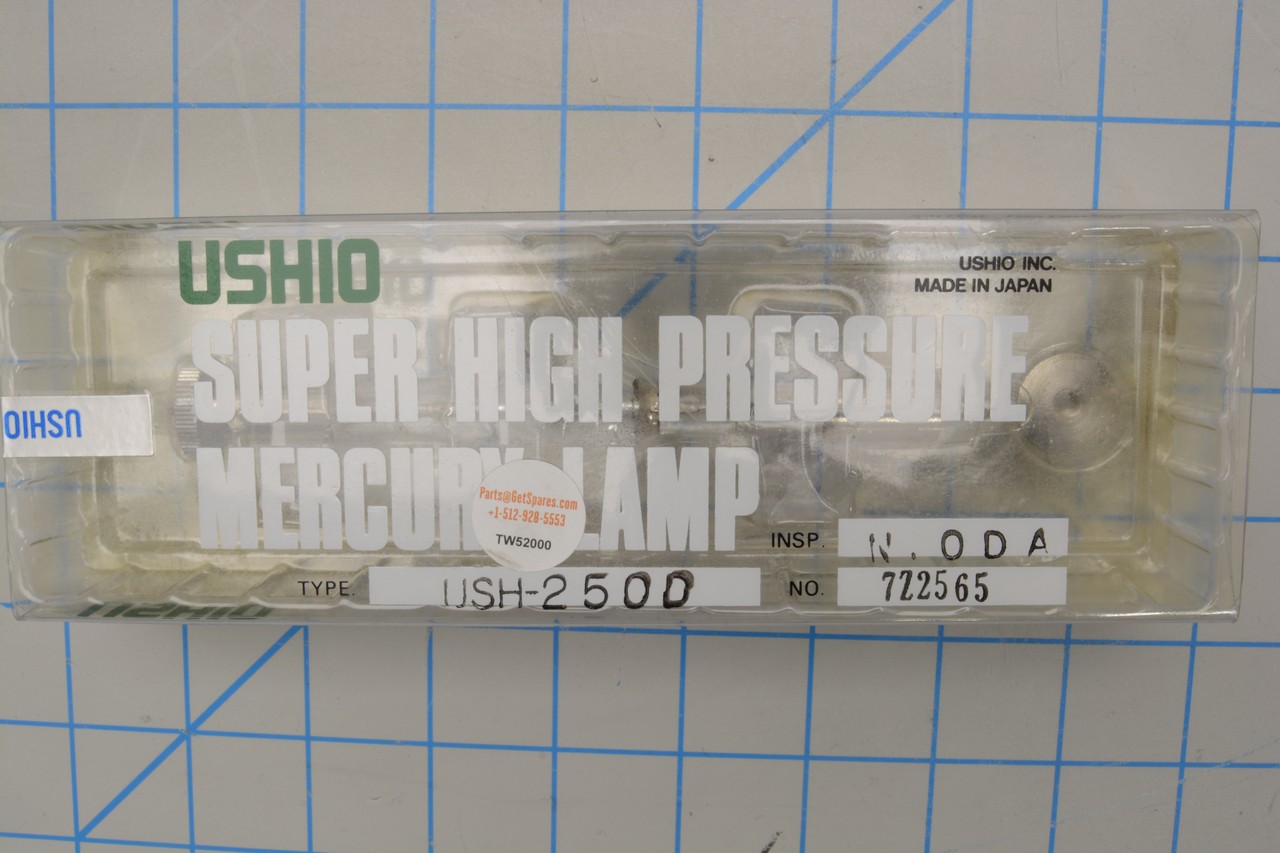 USHIO
USHIO INC.
MADE IN JAPAN
SUPER HIGH PRESSURE
USHIO
MERCURY LAMP
Parts@GetSpares.com
+1-512-928-5553
TW52000
INSP. N. ODA
TYPE. USH-250D
NO. 722565
USHIO